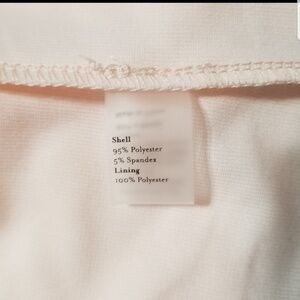 Shell
95% Polyester
5% Spandex
Lining
100% Polyester